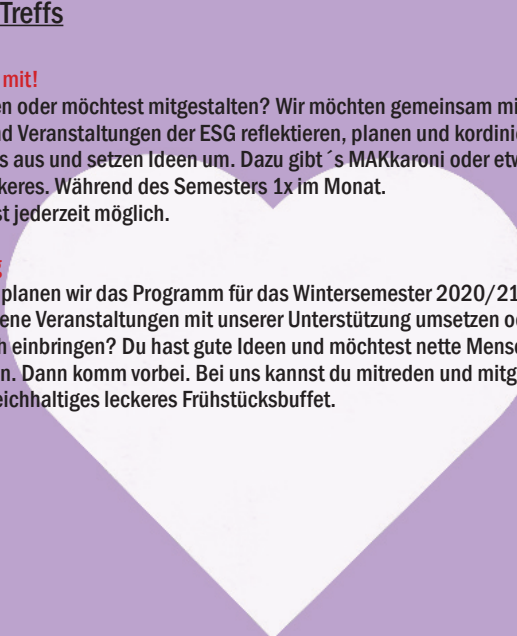 Treffs
mit!
en oder möchtest mitgestalten? Wir möchten gemeinsam mi
nd Veranstaltungen der ESG reflektieren, planen und kordinie
s aus und setzen Ideen um. Dazu gibt´s MAKkaroni oder etw
keres. Während des Semesters 1x im Monat.
st jederzeit möglich.
g
planen wir das Programm für das Wintersemester 2020/21
ene Veranstaltungen mit unserer Unterstützung umsetzen od
h einbringen? Du hast gute Ideen und möchtest nette Mensc
n. Dann komm vorbei. Bei uns kannst du mitreden und mitg
eichhaltiges leckeres Frühstücksbuffet.